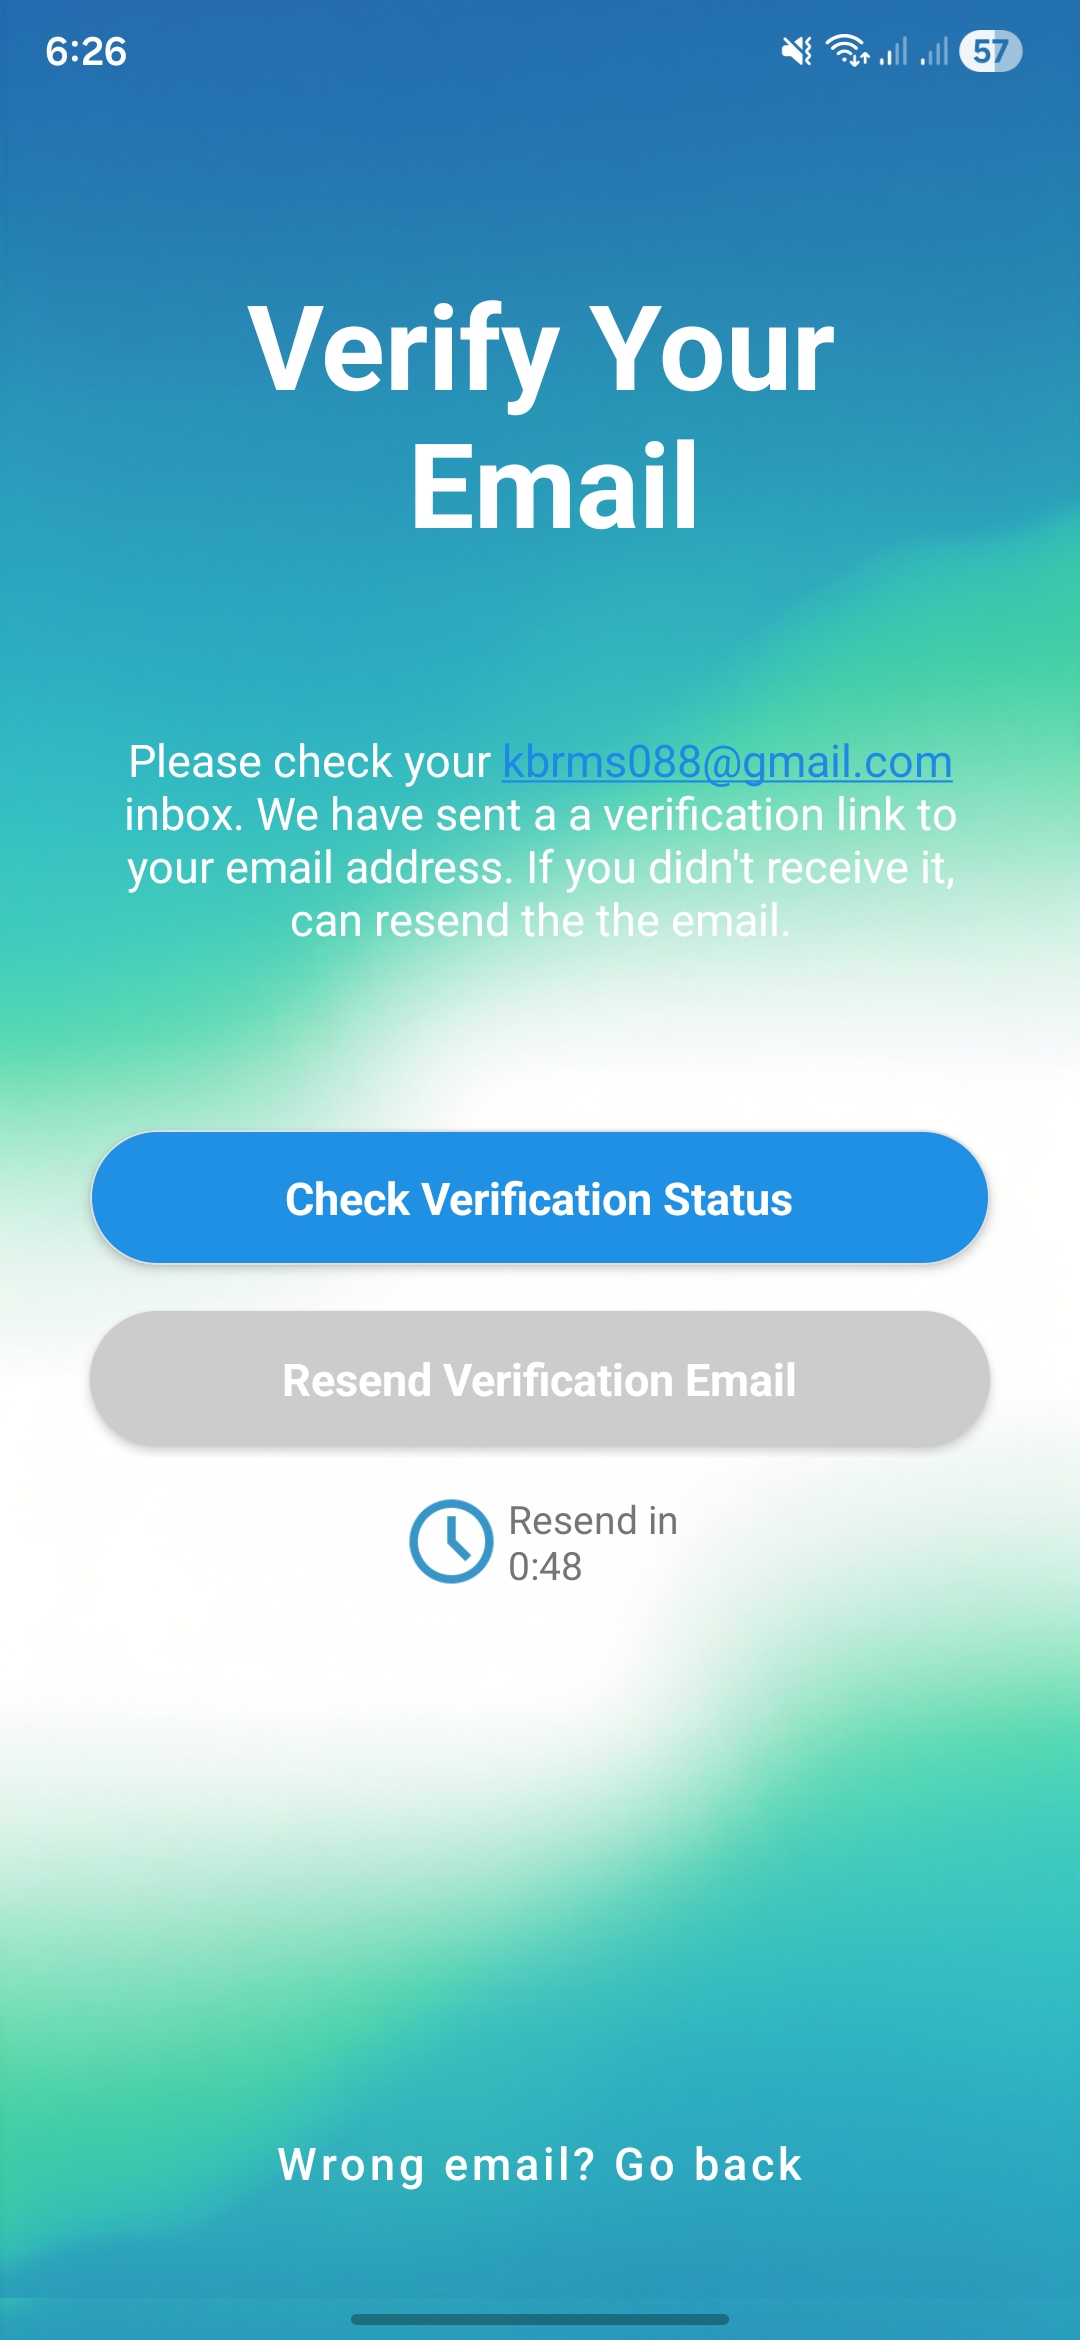 6:26
57
Verify Your
Email
Please check your kbrms088@gmail.com
inbox. We have sent a a verification link to
your email address. If you didn't receive it,
can resend the the email.
Check Verification Status
Resend Verification Email
Resend in
0:48
Wrong email? Go back